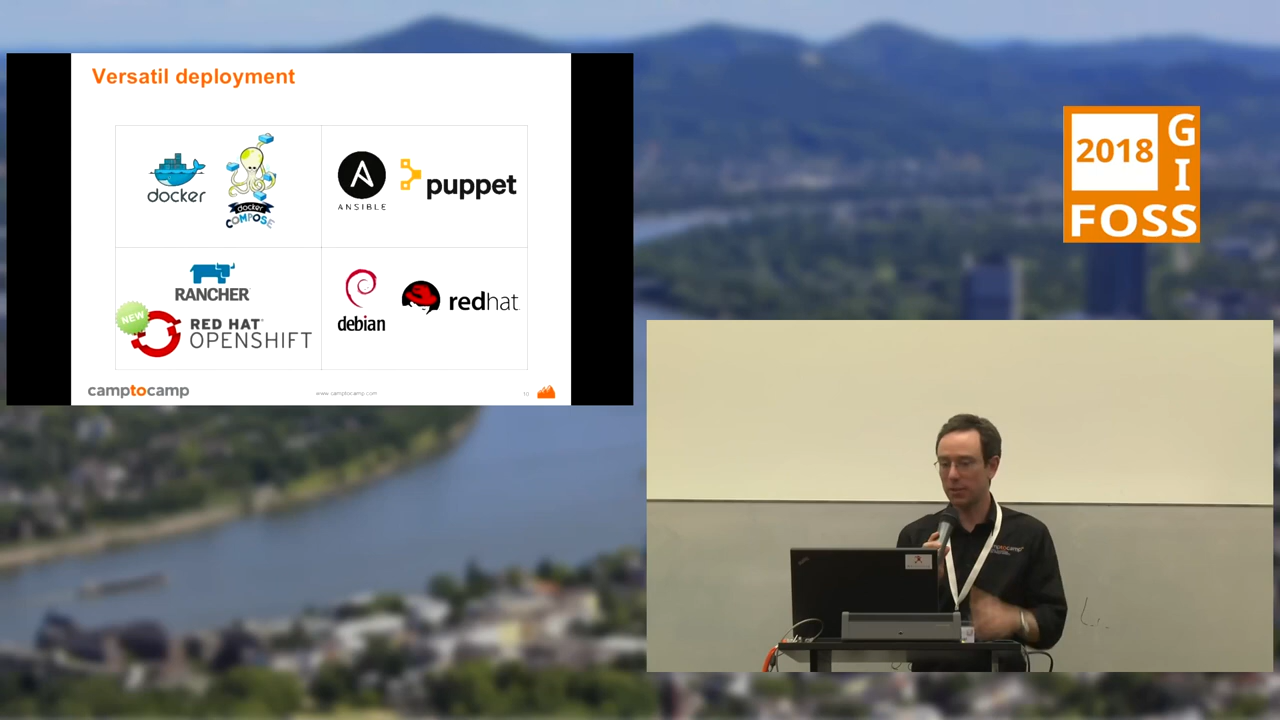 Versatil deployment
docker
docker
COMPOSE
ANSIBLE
puppet
RANCHER
NEW
RED HAT
OPENSHIFT
debian
redhat
camptocamp
www.camptocamp.com
10
2018
G
I
FOSS
camptocamp